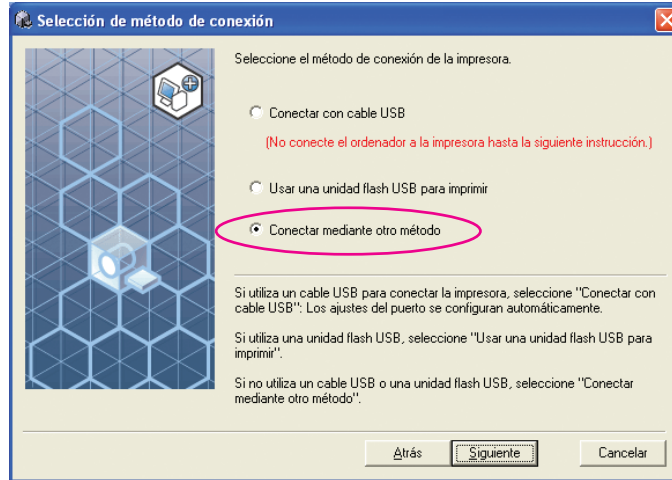 Selección de método de conexión
Seleccione el método de conexión de la impresora.
Conectar con cable USB
(No conecte el ordenador a la impresora hasta la siguiente instrucción.)
Usar una unidad flash USB para imprimir
Conectar mediante otro método
Si utiliza un cable USB para conectar la impresora, seleccione "Conectar con
cable USB": Los ajustes del puerto se configuran automáticamente.
Si utiliza una unidad flash USB, seleccione "Usar una unidad flash USB para
imprimir".
Si no utiliza un cable USB o una unidad flash USB, seleccione "Conectar
mediante otro método".
Atrás Siguiente Cancelar